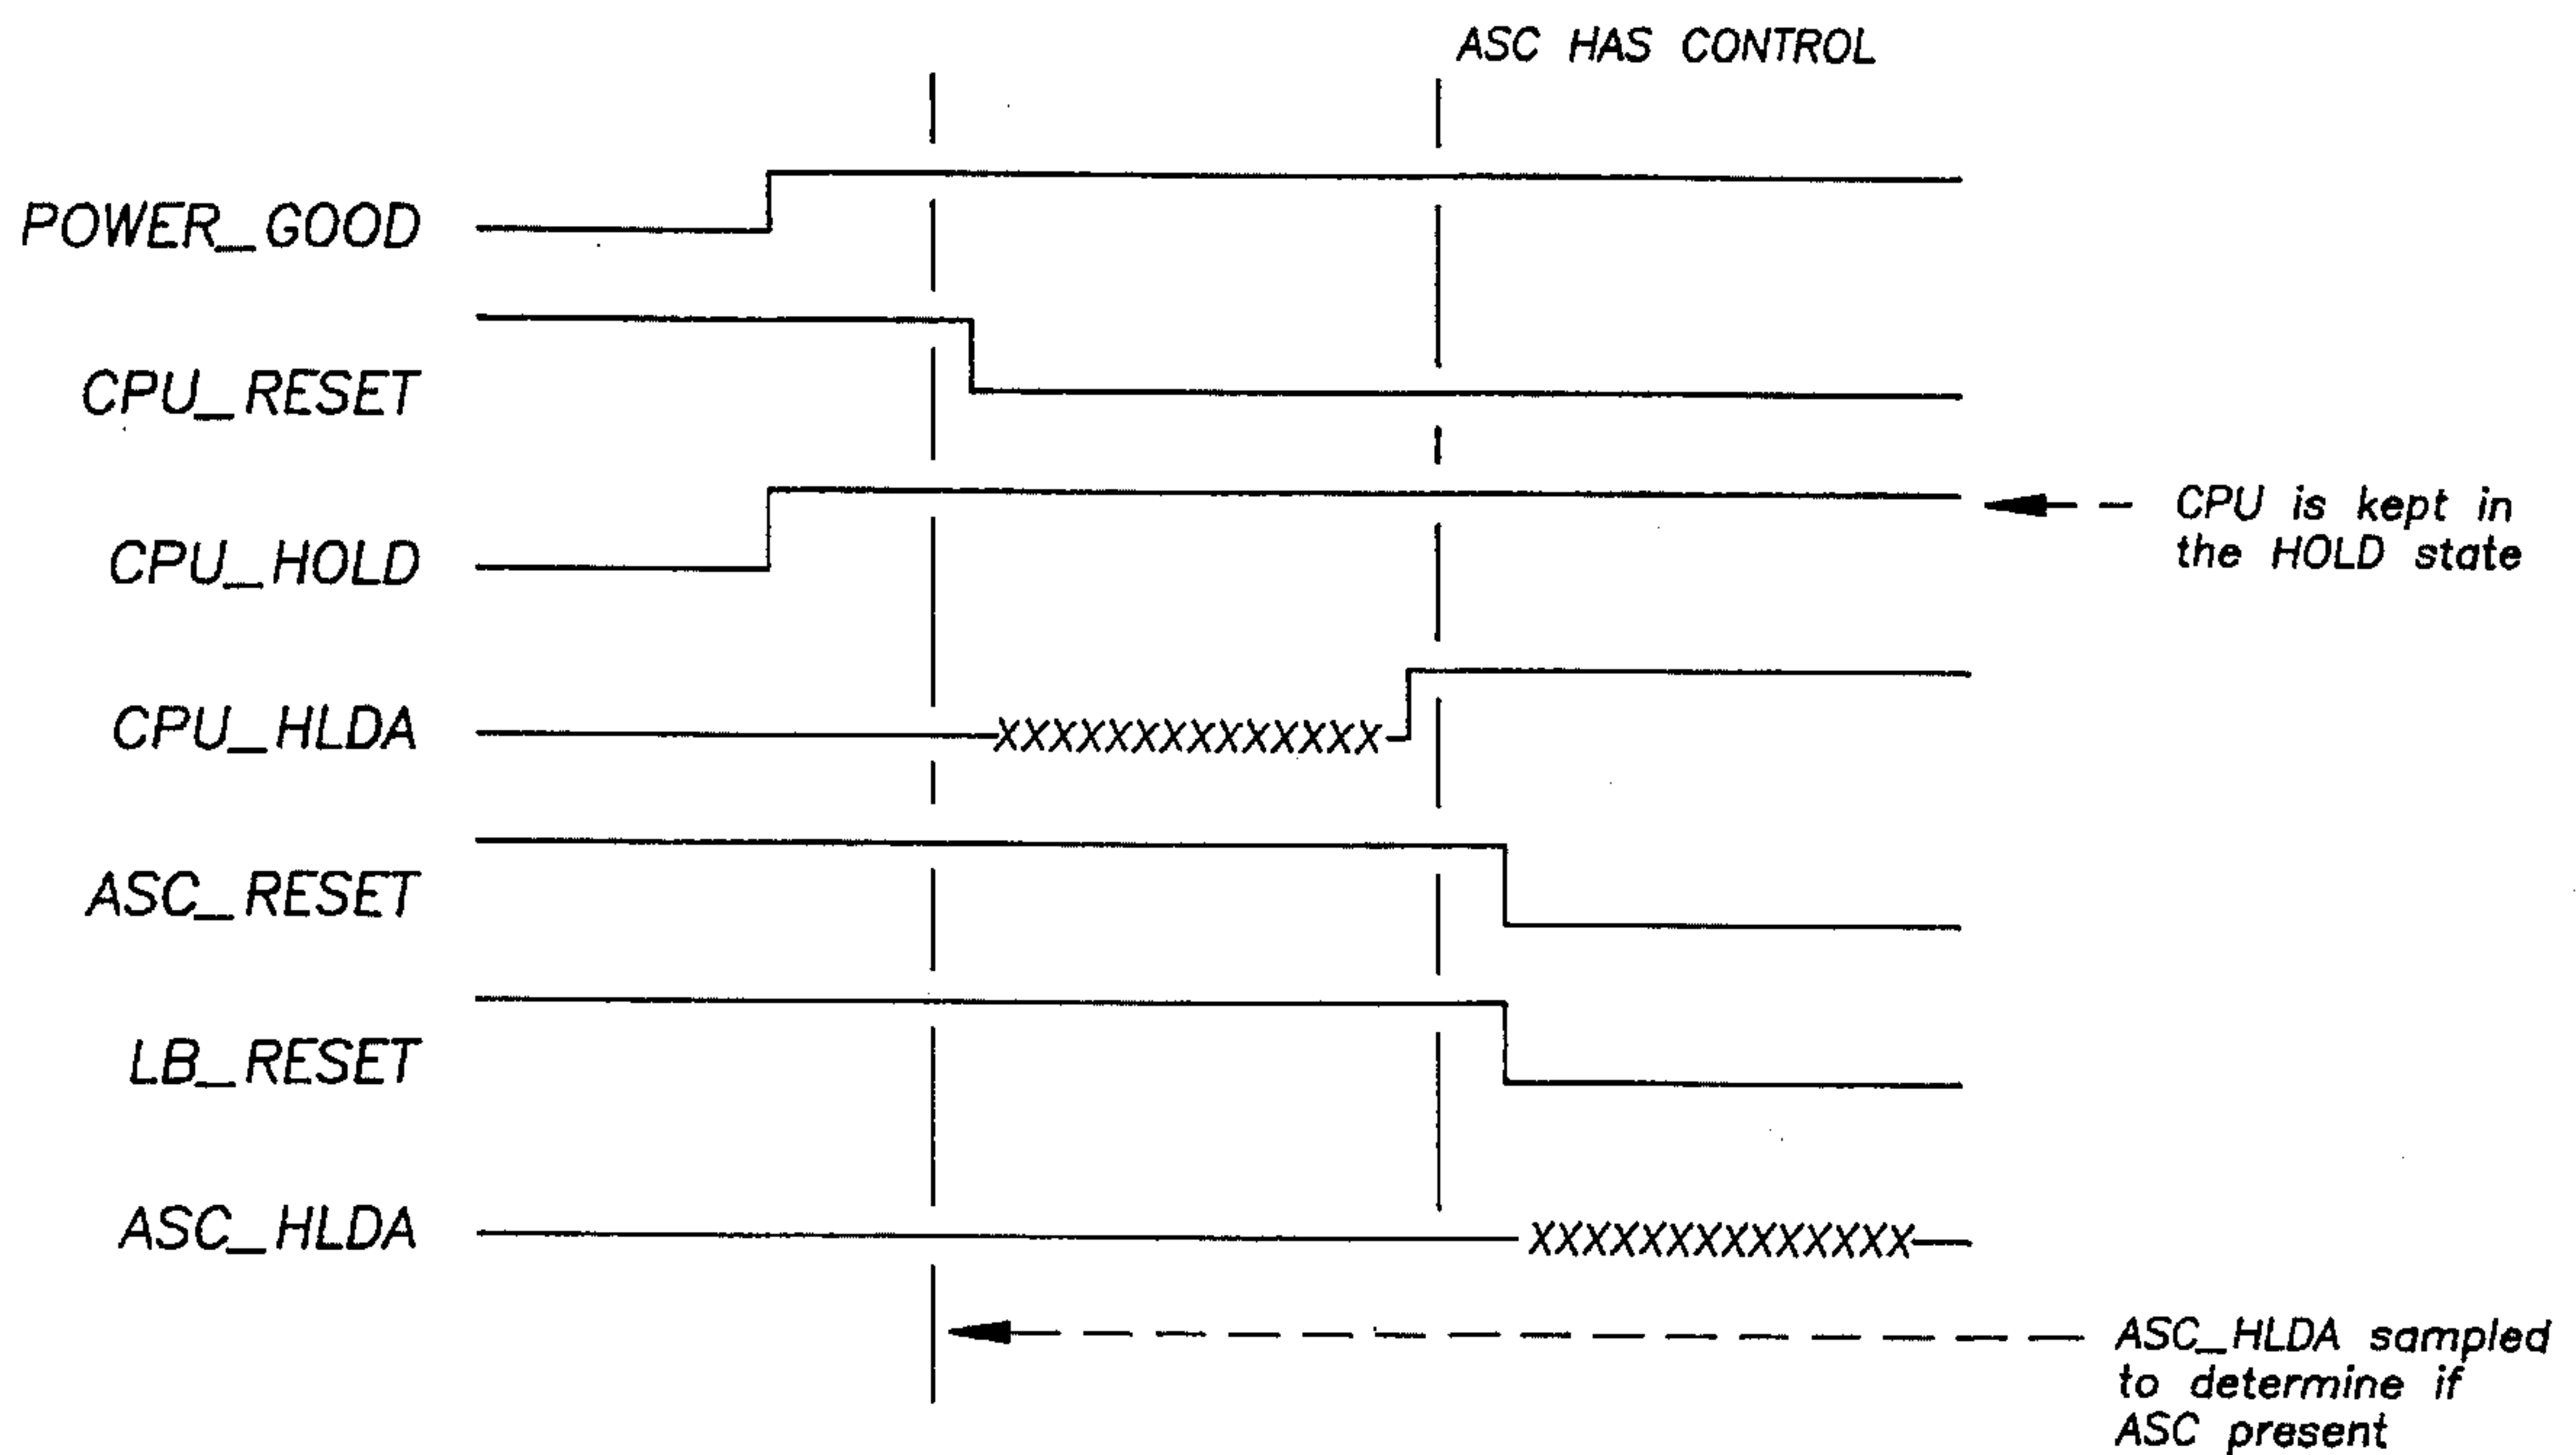 ASC HAS CONTROL
POWER_GOOD
CPU_RESET
CPU_HOLD
CPU is kept in
the HOLD state
CPU_HLDA
XXXXXXXXXXXXXX
ASC_RESET
LB_RESET
ASC_HLDA
XXXXXXXXXXXXXX
ASC_HLDA sampled
to determine if
ASC present